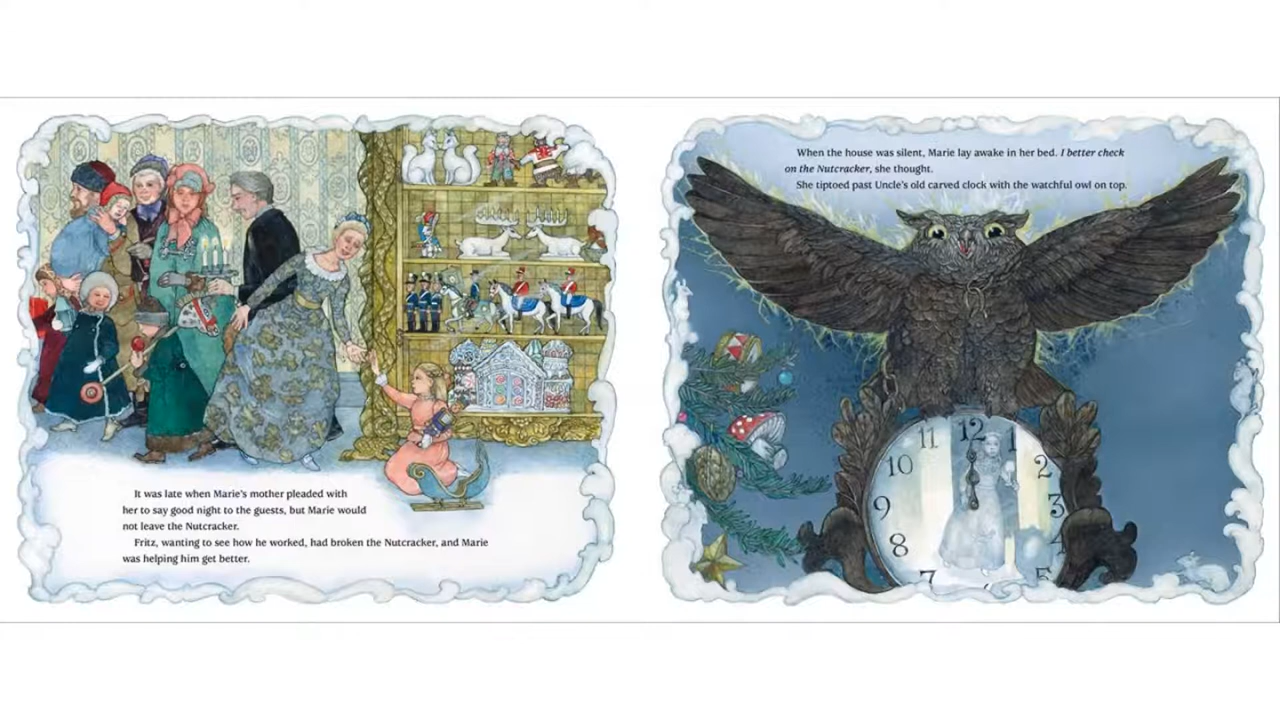 It was late when Marie's mother pleaded with
her to say good night to the guests, but Marie would
not leave the Nutcracker.
Fritz, wanting to see how he worked, had broken the Nutcracker, and Marie
was helping him get better.
When the house was silent, Marie lay awake in her bed. I better check
on the Nutcracker, she thought.
She tiptoed past Uncle's old carved clock with the watchful owl on top.
11 12 1
10 2
9 3
8 4
7 6 5